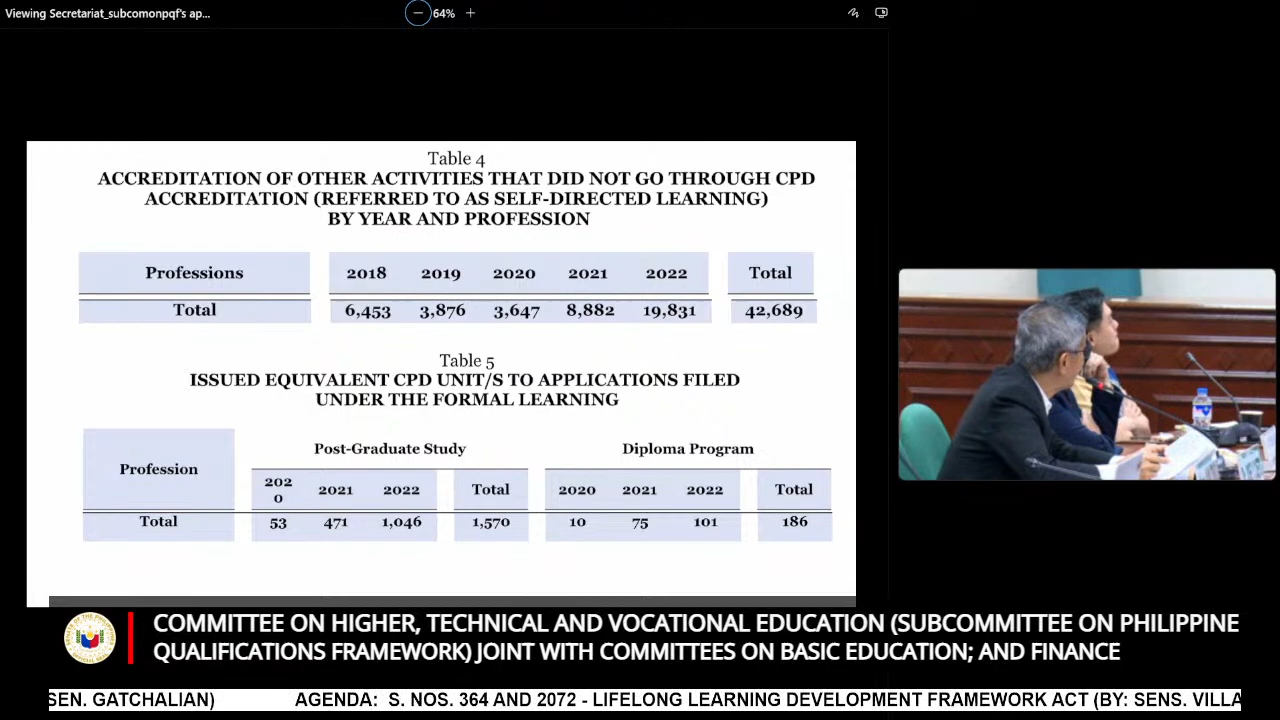 Viewing Secretariat_subcomonpqf's ap...
64%
Table 4
ACCREDITATION OF OTHER ACTIVITIES THAT DID NOT GO THROUGH CPD
ACCREDITATION (REFERRED TO AS SELF-DIRECTED LEARNING)
BY YEAR AND PROFESSION
Professions 2018 2019 2020 2021 2022 Total
Total 6,453 3,876 3,647 8,882 19,831 42,689
Table 5
ISSUED EQUIVALENT CPD UNIT/S TO APPLICATIONS FILED
UNDER THE FORMAL LEARNING
Profession
Post-Graduate Study Diploma Program
202
0 2021 2022 Total 2020 2021 2022 Total
Total 53 471 1,046 1,570 10 75 101 186
COMMITTEE ON HIGHER, TECHNICAL AND VOCATIONAL EDUCATION (SUBCOMMITTEE ON PHILIPPINE
QUALIFICATIONS FRAMEWORK) JOINT WITH COMMITTEES ON BASIC EDUCATION; AND FINANCE
SEN. GATCHALIAN) AGENDA: S. NOS. 364 AND 2072 - LIFELONG LEARNING DEVELOPMENT FRAMEWORK ACT (BY: SENS. VILLA